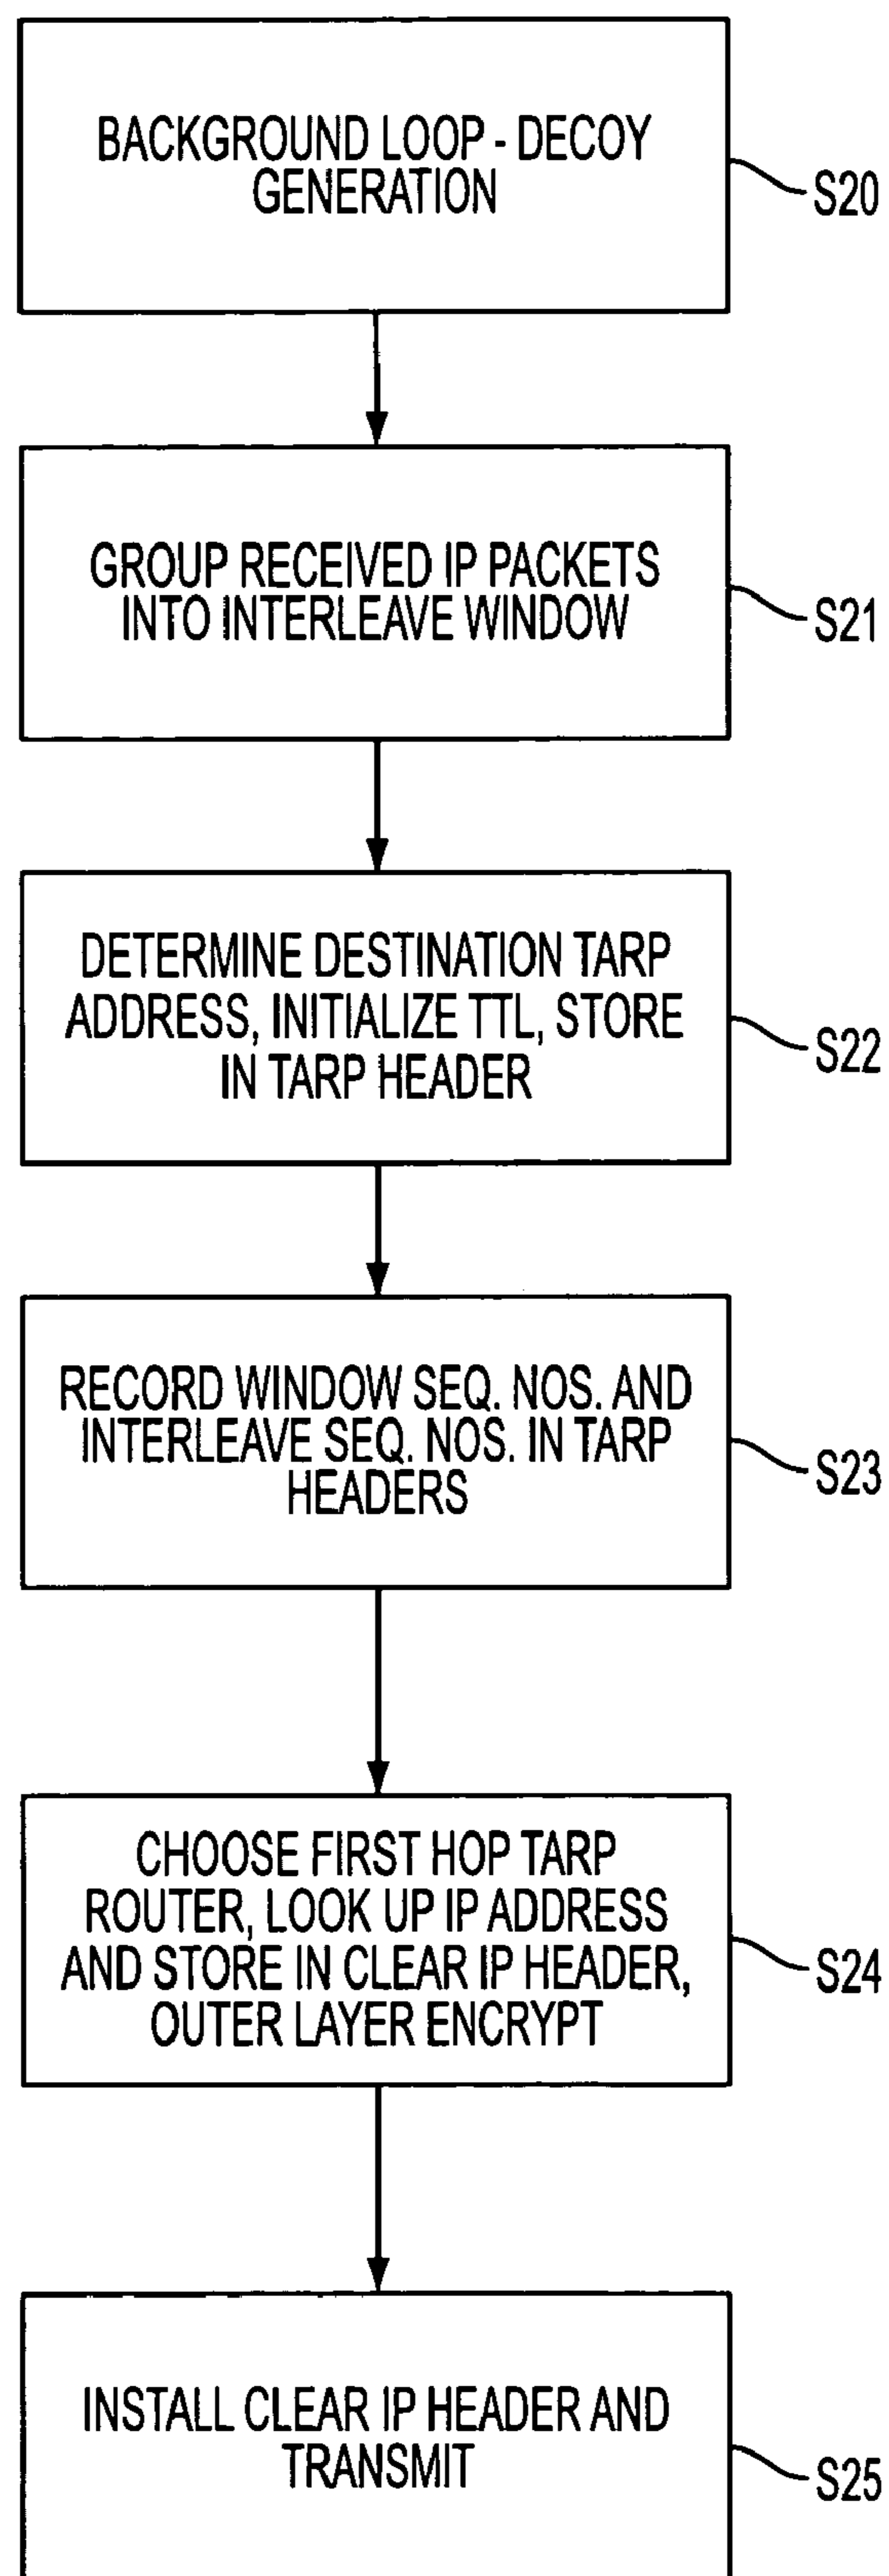 BACKGROUND LOOP - DECOY
GENERATION
S20
GROUP RECEIVED IP PACKETS
INTO INTERLEAVE WINDOW
S21
DETERMINE DESTINATION TARP
ADDRESS, INITIALIZE TTL, STORE
IN TARP HEADER
S22
RECORD WINDOW SEQ. NOS. AND
INTERLEAVE SEQ. NOS. IN TARP
HEADERS
S23
CHOOSE FIRST HOP TARP
ROUTER, LOOK UP IP ADDRESS
AND STORE IN CLEAR IP HEADER,
OUTER LAYER ENCRYPT
S24
INSTALL CLEAR IP HEADER AND
TRANSMIT
S25